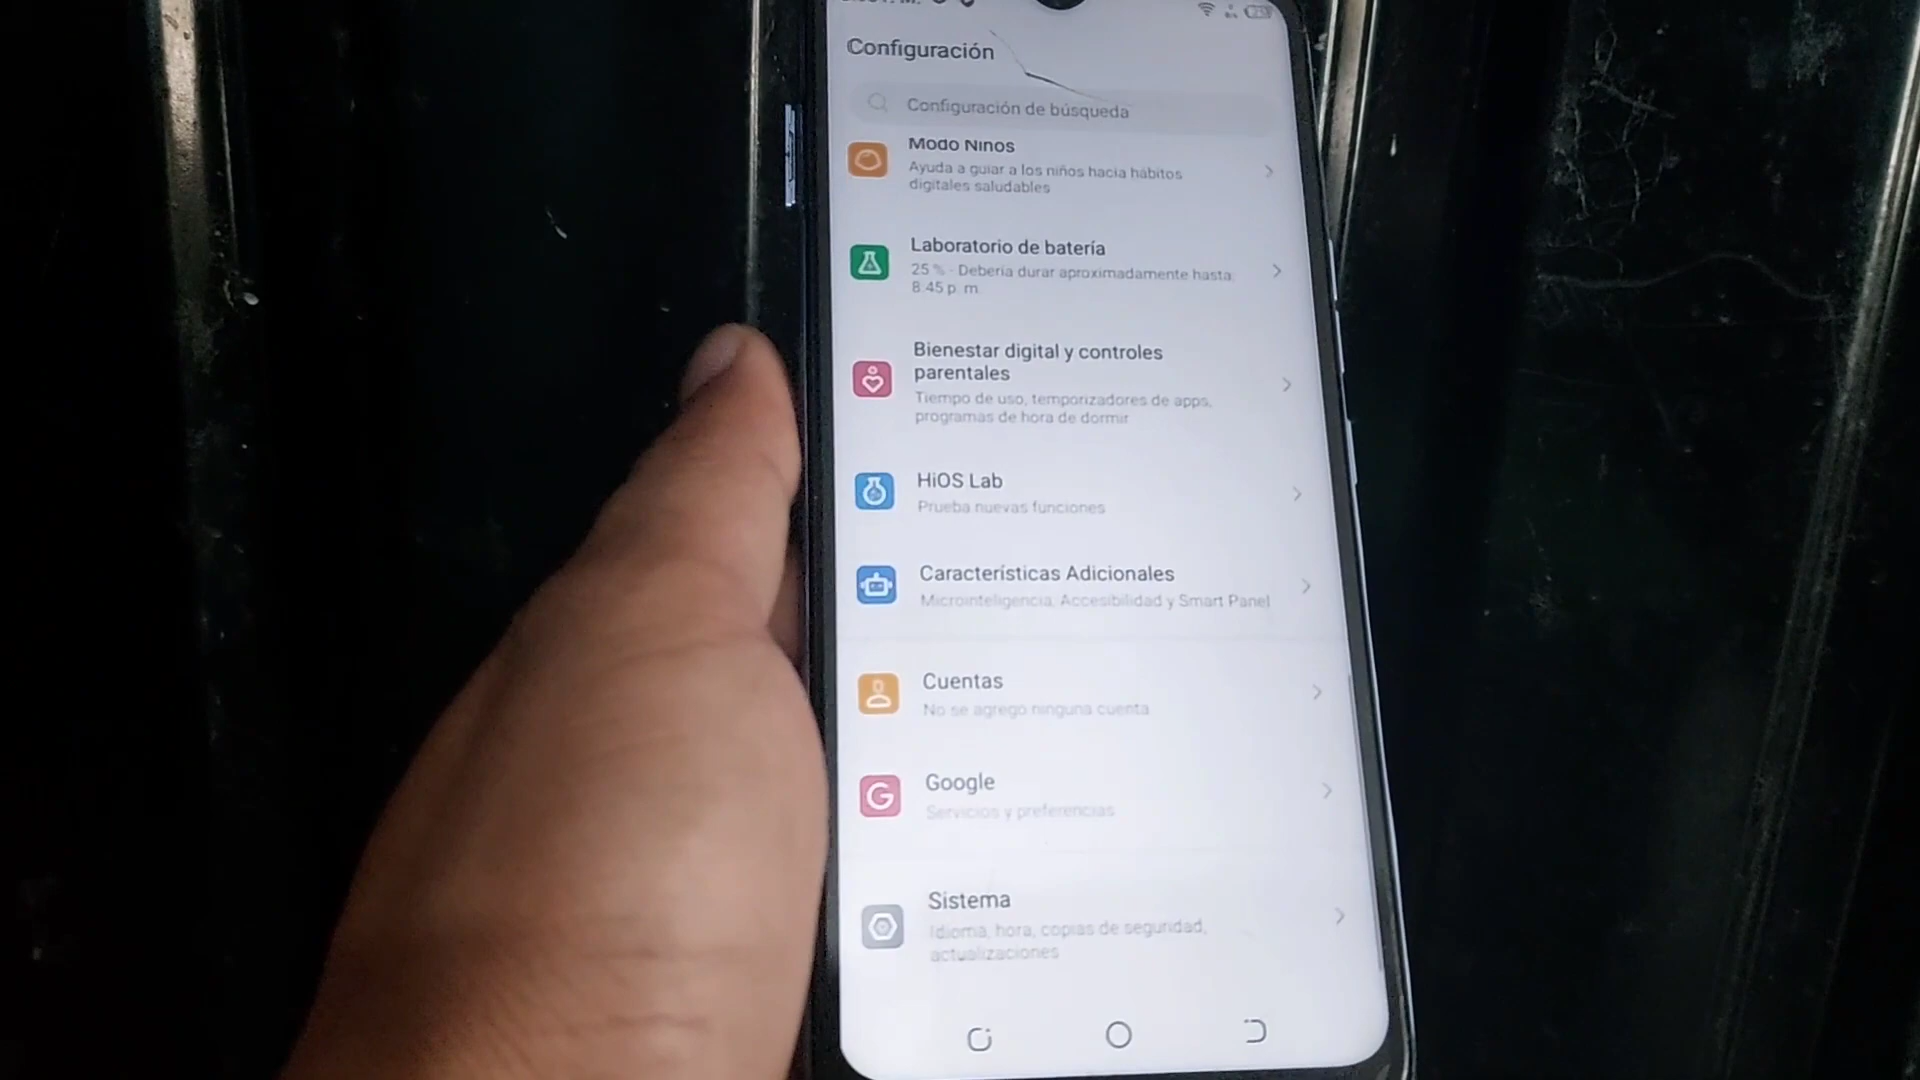 Configuración
Configuración de búsqueda
Modo Niños
Ayuda a guiar a los niños hacia hábitos
digitales saludables
Laboratorio de batería
25 % - Debería durar aproximadamente hasta
8:45 p. m.
Bienestar digital y controles
parentales
Tiempo de uso, temporizadores de apps,
programas de hora de dormir
HiOS Lab
Prueba nuevas funciones
Características Adicionales
Microinteligencia, Accesibilidad y Smart Panel
Cuentas
No se agregó ninguna cuenta
Google
Servicios y preferencias
Sistema
Idioma, hora, copias de seguridad,
actualizaciones